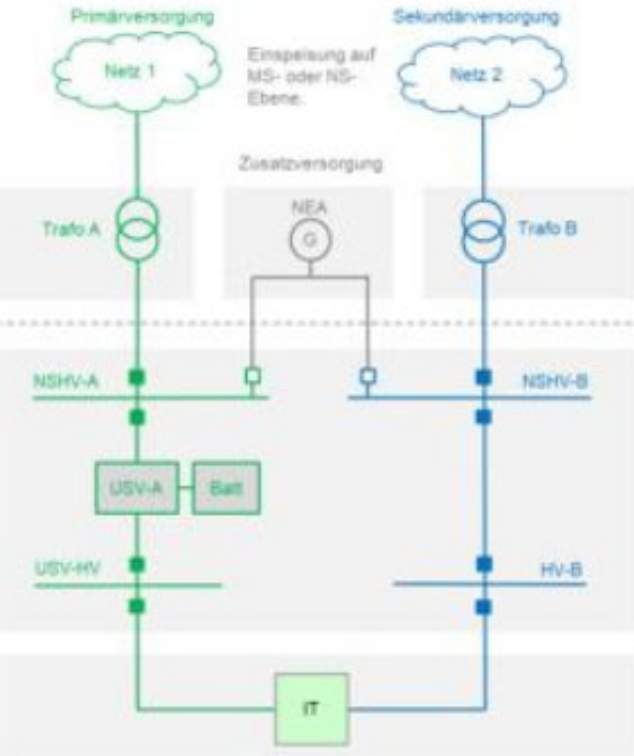 Primärversorgung
Sekundärversorgung
Netz 1
Einspeisung auf
MS- oder NS-
Ebene.
Netz 2
Zusatzversorgung
Trafo A
NEA
G
Trafo B
NSHV-A
NSHV-B
USV-A
Batt
USV-HV
HV-B
IT